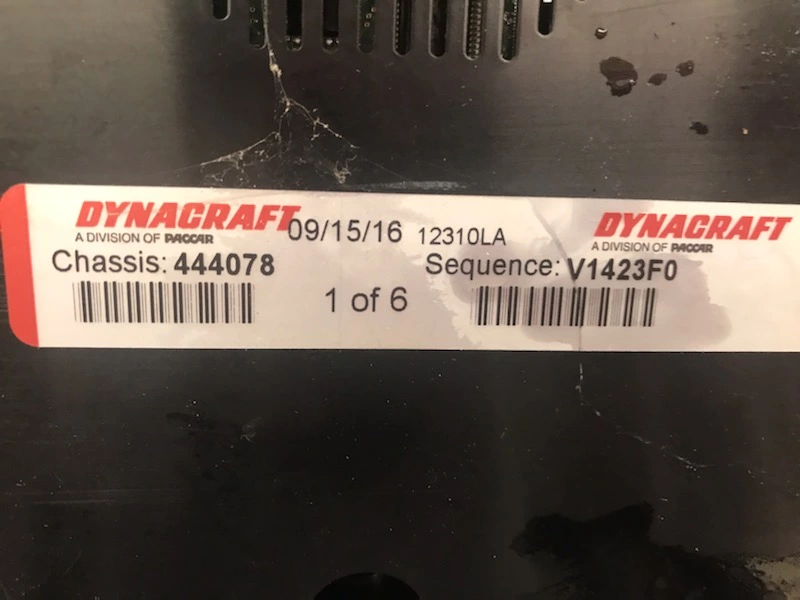 DYNACRAFT 09/15/16 12310LA DYNACRAFT
A DIVISION OF PACCAR A DIVISION OF PACCAR
Chassis: 444078 Sequence: V1423F0
1 of 6